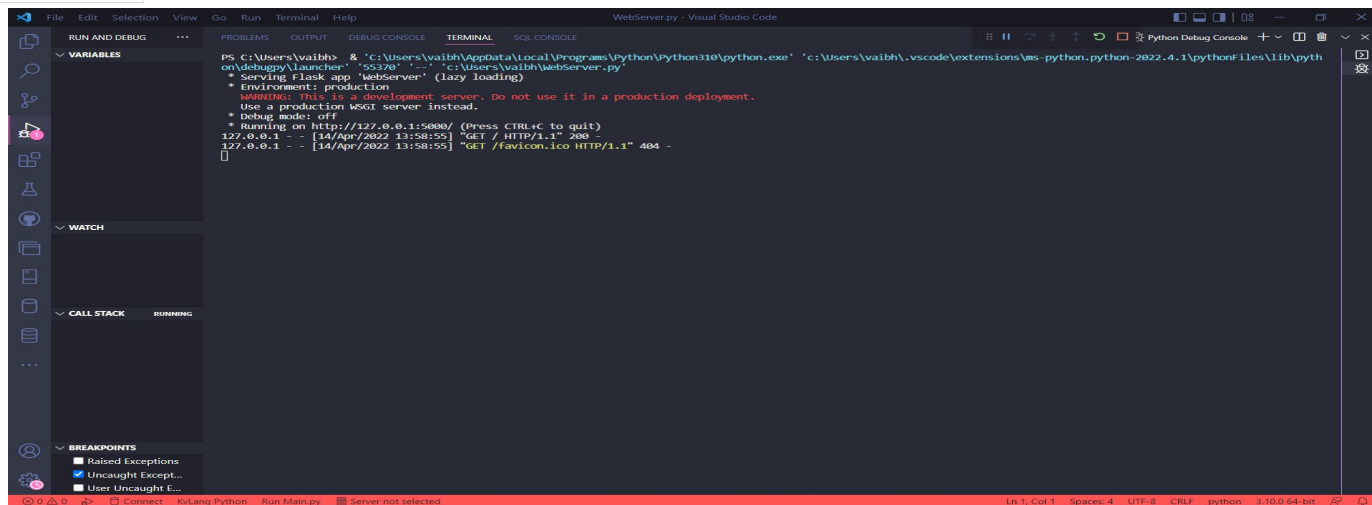 File Edit Selection View Go Run Terminal Help WebServer.py - Visual Studio Code
RUN AND DEBUG ... PROBLEMS OUTPUT DEBUG CONSOLE TERMINAL SQL CONSOLE Python Debug Console
VARIABLES
PS C:\Users\vaibh> & 'C:\Users\vaibh\AppData\Local\Programs\Python\Python310\python.exe' 'c:\Users\vaibh\.vscode\extensions\ms-python.python-2022.4.1\pythonFiles\lib\pyth
on\debugpy\launcher' '55370' '--' 'c:\Users\vaibh\WebServer.py'
* Serving Flask app 'WebServer' (lazy loading)
* Environment: production
WARNING: This is a development server. Do not use it in a production deployment.
Use a production WSGI server instead.
* Debug mode: off
* Running on http://127.0.0.1:5000/ (Press CTRL+C to quit)
127.0.0.1 - - [14/Apr/2022 13:58:55] "GET / HTTP/1.1" 200 -
127.0.0.1 - - [14/Apr/2022 13:58:55] "GET /favicon.ico HTTP/1.1" 404 -
WATCH
CALL STACK RUNNING
BREAKPOINTS
Raised Exceptions
Uncaught Except...
User Uncaught E...
0 0 Connect KvLang Python Run Main.py Server not selected Ln 1, Col 1 Spaces: 4 UTF-8 CRLF python 3.10.0 64-bit